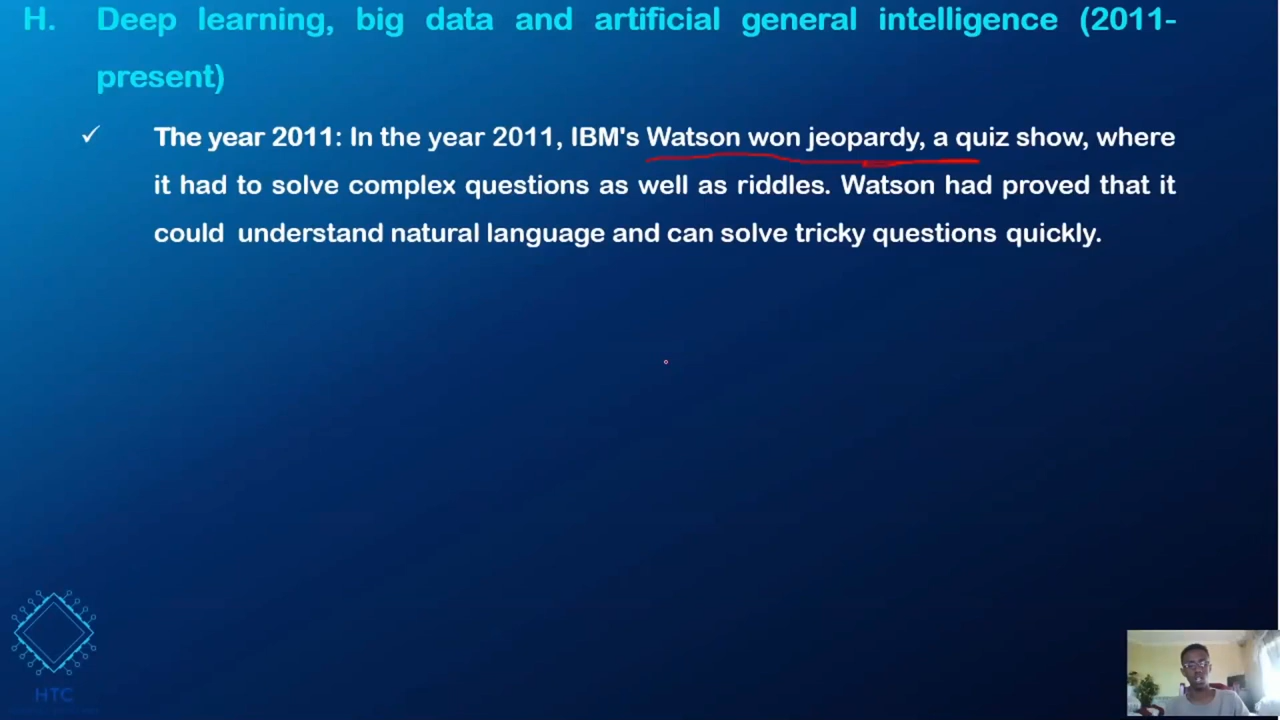 H. Deep learning, big data and artificial general intelligence (2011-
present)
✓ The year 2011: In the year 2011, IBM's Watson won jeopardy, a quiz show, where
it had to solve complex questions as well as riddles. Watson had proved that it
could understand natural language and can solve tricky questions quickly.
HTC